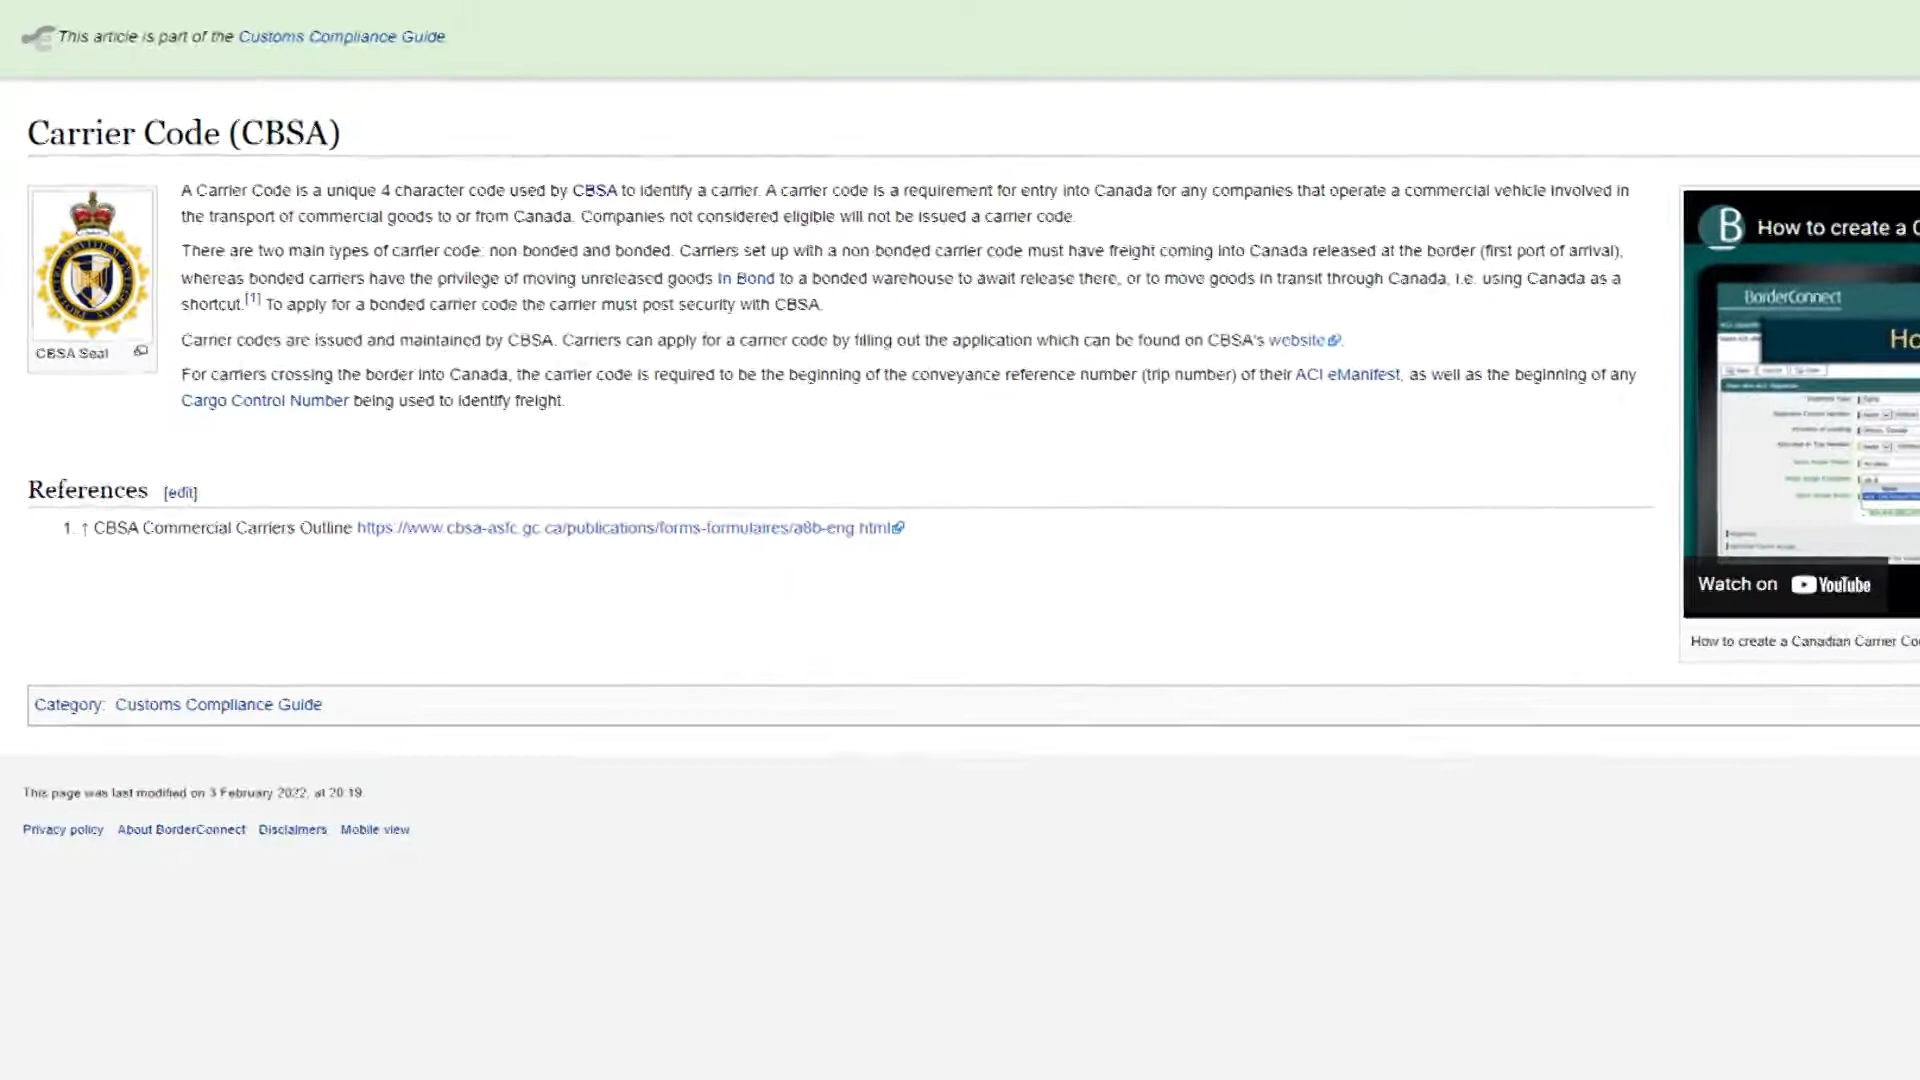 This article is part of the Customs Compliance Guide
Carrier Code (CBSA)
A Carrier Code is a unique 4 character code used by CBSA to identify a carrier. A carrier code is a requirement for entry into Canada for any companies that operate a commercial vehicle involved in
the transport of commercial goods to or from Canada. Companies not considered eligible will not be issued a carrier code.
There are two main types of carrier code: non-bonded and bonded. Carriers set up with a non-bonded carrier code must have freight coming into Canada released at the border (first port of arrival),
whereas bonded carriers have the privilege of moving unreleased goods In Bond to a bonded warehouse to await release there, or to move goods in transit through Canada, i.e. using Canada as a
shortcut.[1] To apply for a bonded carrier code the carrier must post security with CBSA.
CBSA Seal
Carrier codes are issued and maintained by CBSA. Carriers can apply for a carrier code by filling out the application which can be found on CBSA's website.
For carriers crossing the border into Canada, the carrier code is required to be the beginning of the conveyance reference number (trip number) of their ACI eManifest, as well as the beginning of any
Cargo Control Number being used to identify freight.
References [edit]
1. ↑ CBSA Commercial Carriers Outline https://www.cbsa-asfc.gc.ca/publications/forms-formulaires/a8b-eng.html
B How to create a C
BorderConnect
Ho
Watch on YouTube
How to create a Canadian Carrier Co
Category: Customs Compliance Guide
This page was last modified on 3 February 2022, at 20:19.
Privacy policy About BorderConnect Disclaimers Mobile view